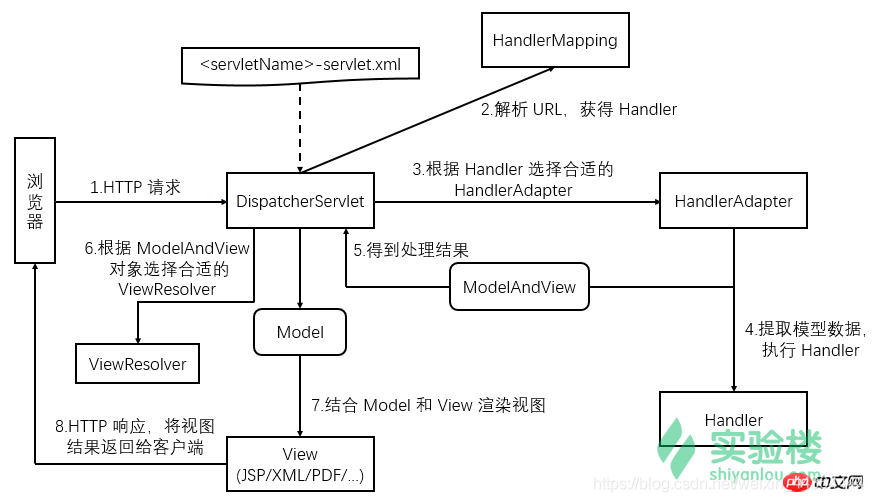 HandlerMapping
<servletName>-servlet.xml
2.解析 URL，获得 Handler
浏览器
1.HTTP 请求
DispatcherServlet
3.根据 Handler 选择合适的
HandlerAdapter
HandlerAdapter
6.根据 ModelAndView
对象选择合适的
ViewResolver
5.得到处理结果
ModelAndView
Model
4.提取模型数据，
执行 Handler
ViewResolver
7.结合 Model 和 View 渲染视图
Handler
8.HTTP 响应，将视图
结果返回给客户端
View
(JSP/XML/PDF/...)
实验楼
shiyanlou.com
https://blog.csdn.net/weixin
php 中文网